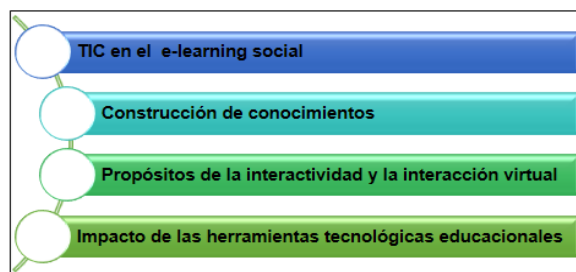 TIC en el e-learning social
Construcción de conocimientos
Propósitos de la interactividad y la interacción virtual
Impacto de las herramientas tecnológicas educacionales